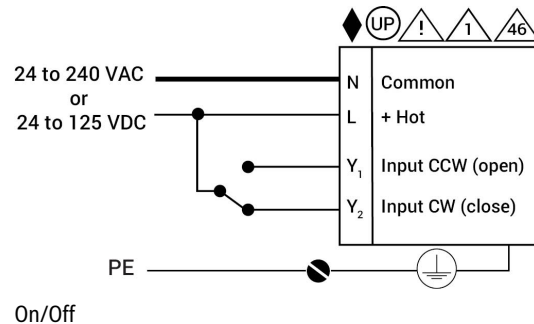 UP ! 1 46
24 to 240 VAC
or
24 to 125 VDC
N Common
L + Hot
Y1 Input CCW (open)
Y2 Input CW (close)
PE
On/Off